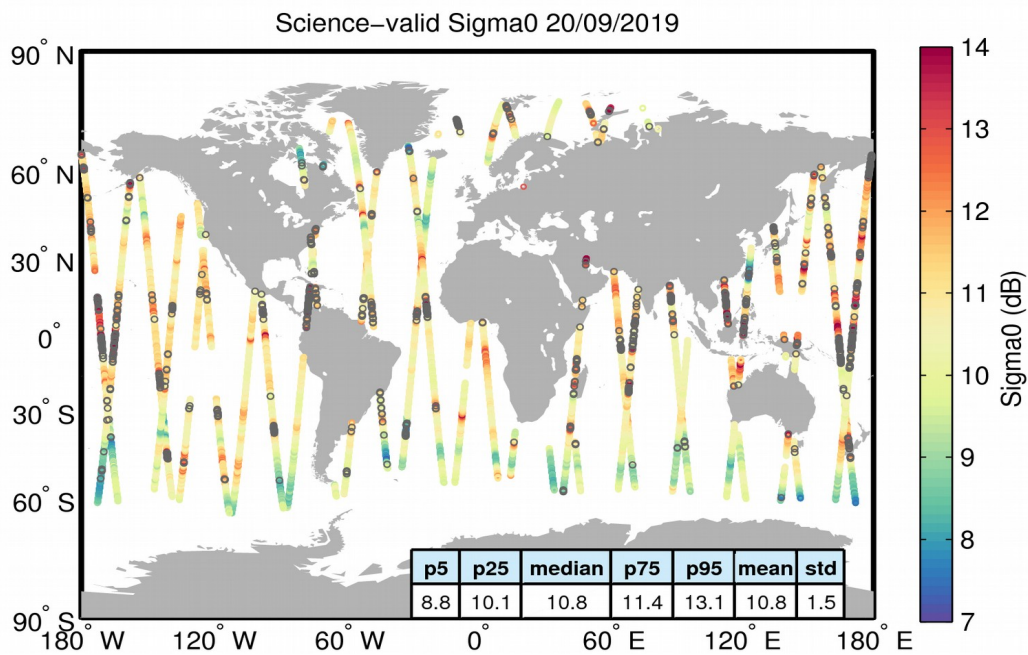 Science−valid Sigma0 20/09/2019
90° N
60° N
30° N
0°
30° S
60° S
90° S
180° W
120° W
60° W
0°
60° E
120° E
180° E
p5 p25 median p75 p95 mean std
8.8 10.1 10.8 11.4 13.1 10.8 1.5
14
13
12
11
10
9
8
7
Sigma0 (dB)